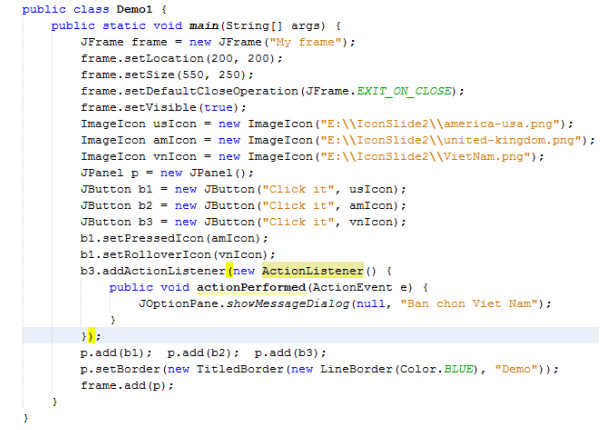 public class Demo1 {
public static void main(String[] args) {
JFrame frame = new JFrame("My frame");
frame.setLocation(200, 200);
frame.setSize(550, 250);
frame.setDefaultCloseOperation(JFrame.EXIT_ON_CLOSE);
frame.setVisible(true);
ImageIcon usIcon = new ImageIcon("E:\\IconSlide2\\america-usa.png");
ImageIcon amIcon = new ImageIcon("E:\\IconSlide2\\united-kingdom.png");
ImageIcon vnIcon = new ImageIcon("E:\\IconSlide2\\VietNam.png");
JPanel p = new JPanel();
JButton b1 = new JButton("Click it", usIcon);
JButton b2 = new JButton("Click it", amIcon);
JButton b3 = new JButton("Click it", vnIcon);
b1.setPressedIcon(amIcon);
b1.setRolloverIcon(vnIcon);
b3.addActionListener(new ActionListener() {
public void actionPerformed(ActionEvent e) {
JOptionPane.showMessageDialog(null, "Ban chon Viet Nam");
}
});
p.add(b1);  p.add(b2);  p.add(b3);
p.setBorder(new TitledBorder(new LineBorder(Color.BLUE), "Demo"));
frame.add(p);
}
}